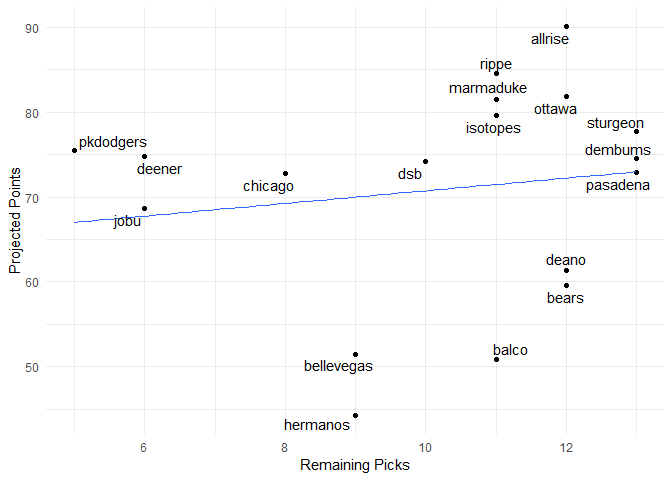 90
allrise
rippe
marmaduke
80
ottawa
isotopes
sturgeon
pkdodgers
dembums
deener
dsb
chicago
pasadena
70
jobu
Projected Points
deano
60
bears
balco
50
bellevegas
hermanos
6
8
10
12
Remaining Picks